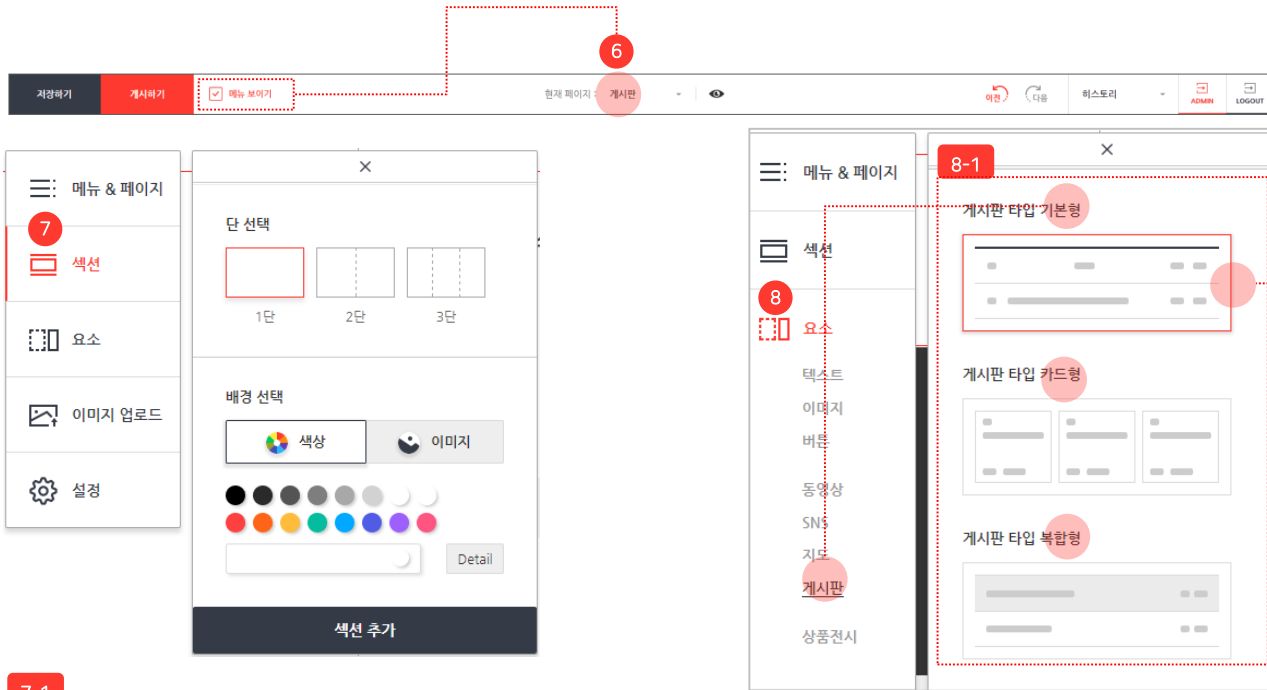 6
저장하기 게시하기 메뉴 보이기 현재 페이지 : 게시판 이전 다음 히스토리 ADMIN LOGOUT
메뉴 & 페이지
7
섹션
요소
이미지 업로드
설정
단 선택
1단 2단 3단
배경 선택
색상 이미지
Detail
섹션 추가
7-1
메뉴 & 페이지
섹션
8
요소
텍스트
이미지
버튼
동영상
SNS
지도
게시판
상품전시
8-1
게시판 타입 기본형
게시판 타입 카드형
게시판 타입 복합형